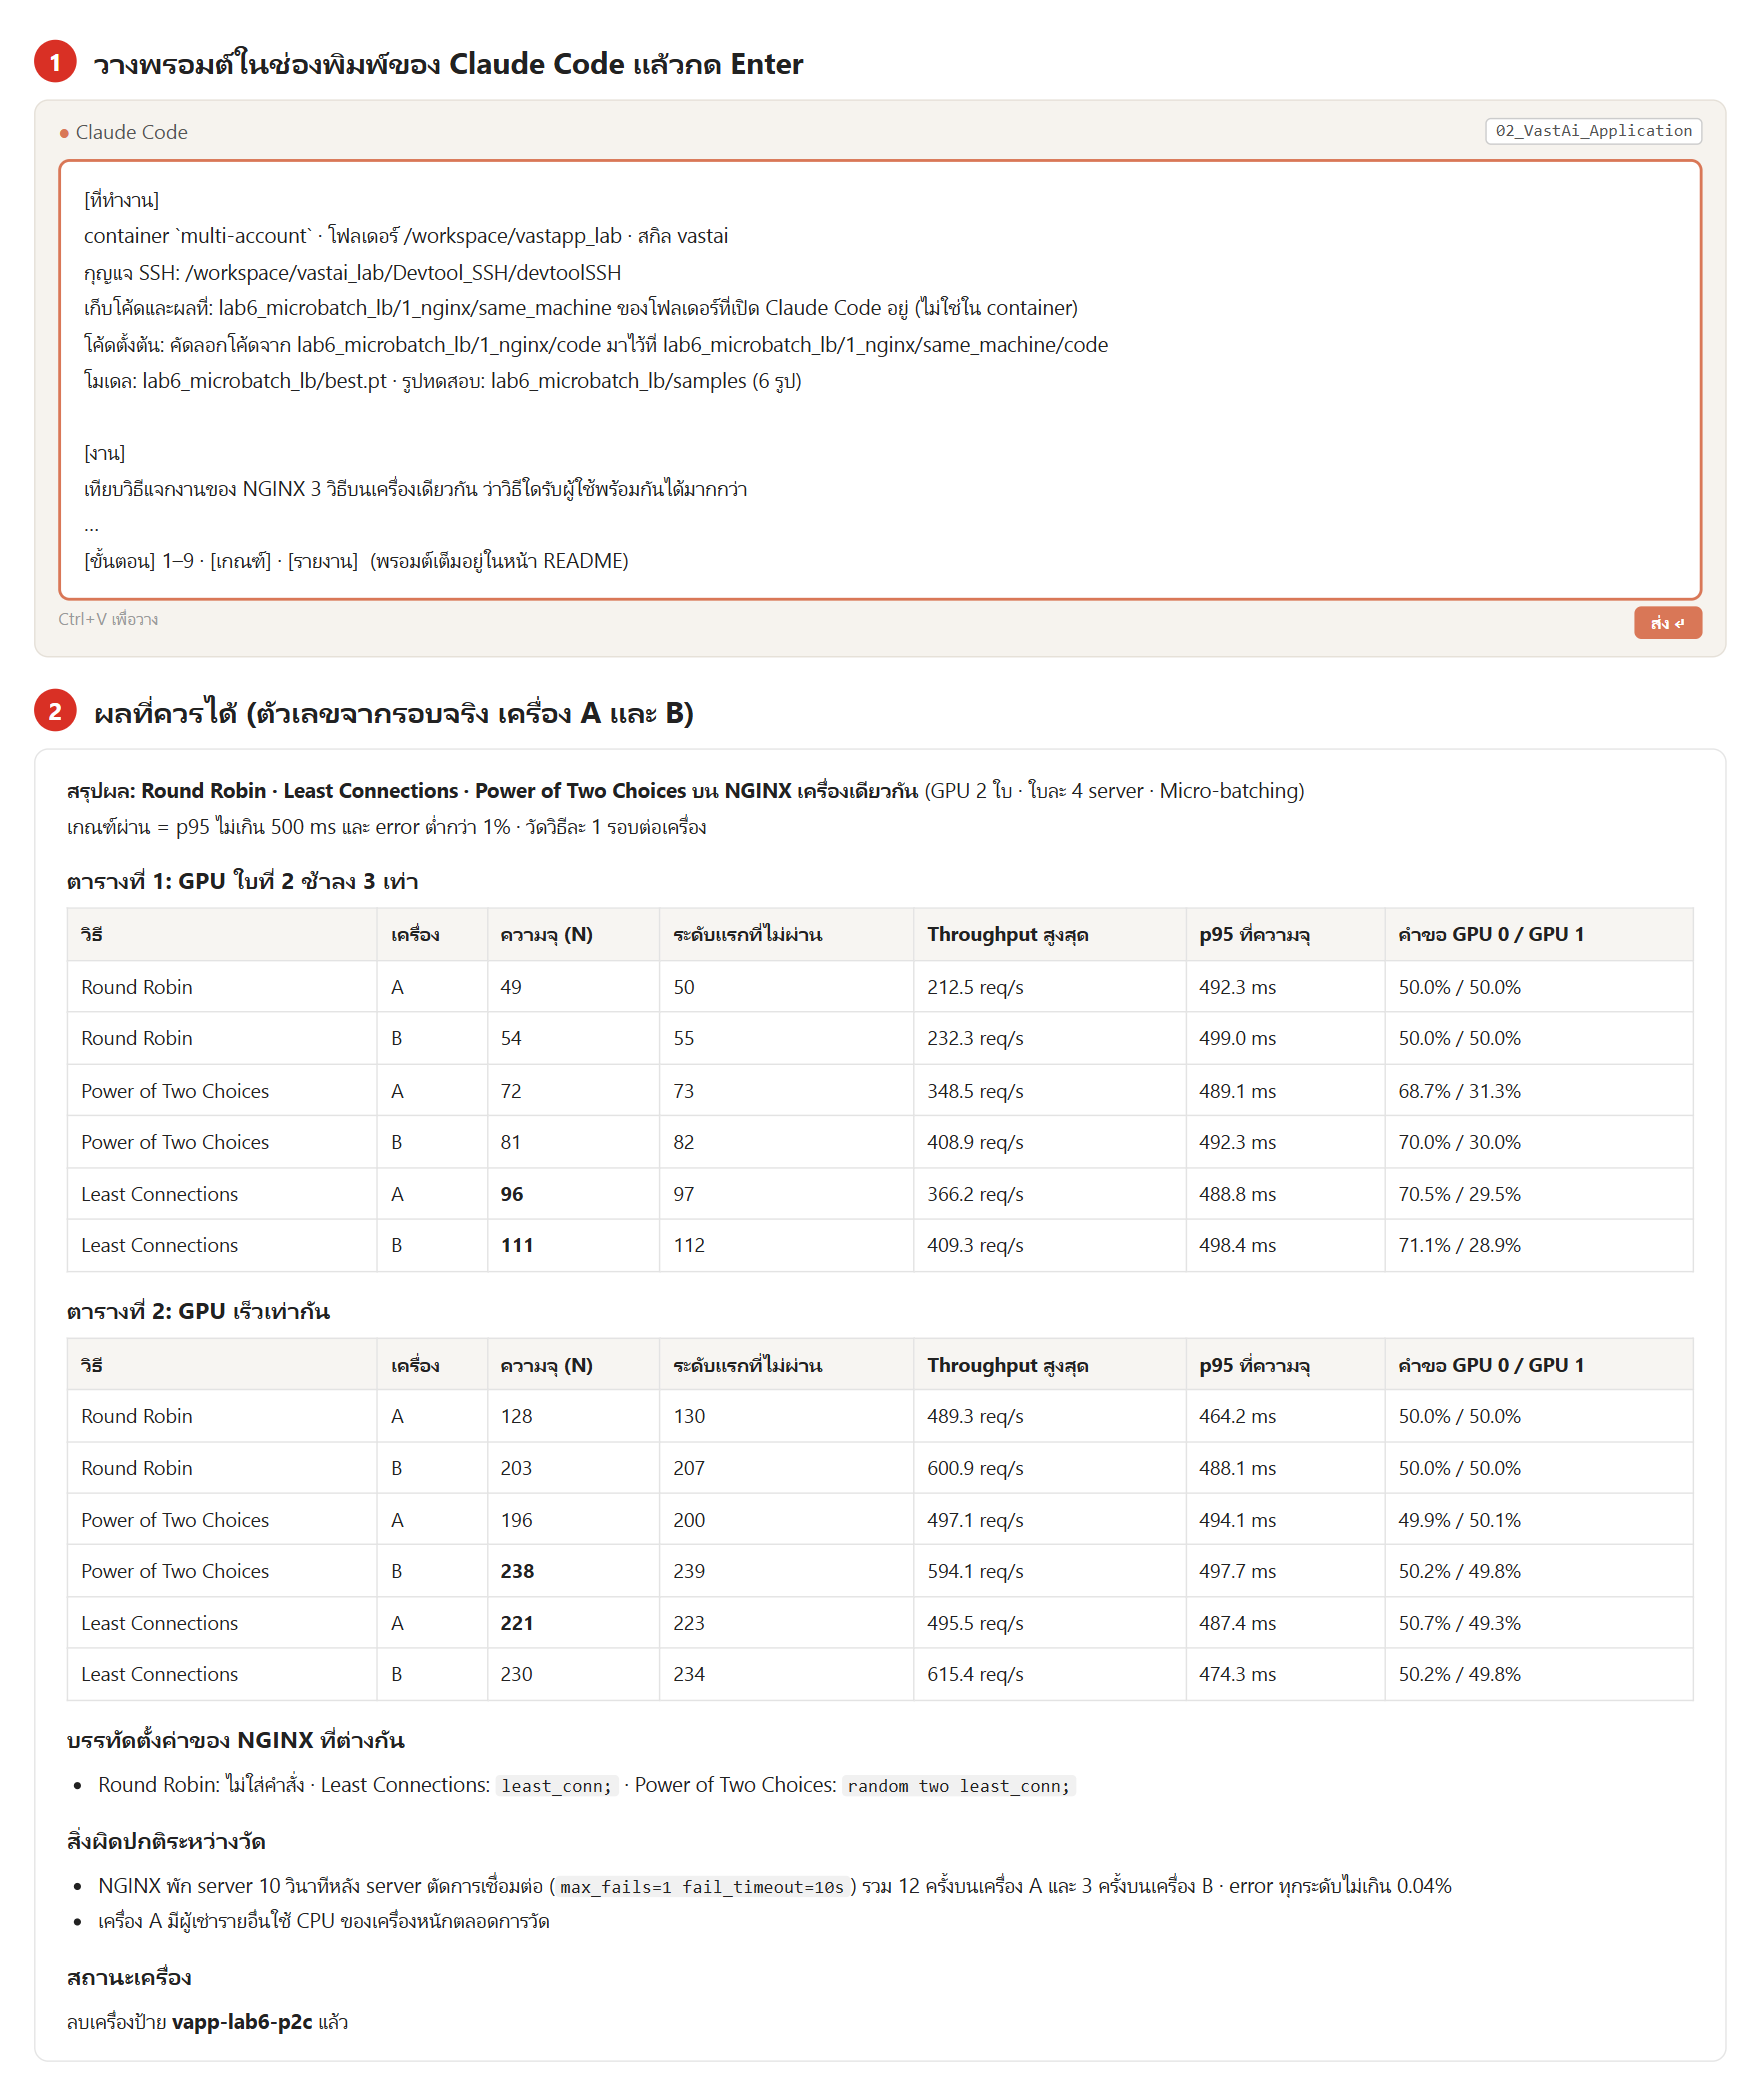 1 วางพรอมต์ในช่องพิมพ์ของ Claude Code แล้วกด Enter
Claude Code
02_VastAi_Application
[ที่ทำงาน]
container `multi-account` · โฟลเดอร์ /workspace/vastapp_lab · สกิล vastai
กุญแจ SSH: /workspace/vastai_lab/Devtool_SSH/devtoolSSH
เก็บโค้ดและผลที่: lab6_microbatch_lb/1_nginx/same_machine ของโฟลเดอร์ที่เปิด Claude Code อยู่ (ไม่ใช่ใน container)
โค้ดตั้งต้น: คัดลอกโค้ดจาก lab6_microbatch_lb/1_nginx/code มาไว้ที่ lab6_microbatch_lb/1_nginx/same_machine/code
โมเดล: lab6_microbatch_lb/best.pt · รูปทดสอบ: lab6_microbatch_lb/samples (6 รูป)
[งาน]
เทียบวิธีแจกงานของ NGINX 3 วิธีบนเครื่องเดียวกัน ว่าวิธีใดรับผู้ใช้พร้อมกันได้มากกว่า
...
[ขั้นตอน] 1–9 · [เกณฑ์] · [รายงาน] (พรอมต์เต็มอยู่ในหน้า README)
Ctrl+V เพื่อวาง
ส่ง ↵
2 ผลที่ควรได้ (ตัวเลขจากรอบจริง เครื่อง A และ B)
สรุปผล: Round Robin · Least Connections · Power of Two Choices บน NGINX เครื่องเดียวกัน (GPU 2 ใบ · ใบละ 4 server · Micro-batching)
เกณฑ์ผ่าน = p95 ไม่เกิน 500 ms และ error ต่ำกว่า 1% · วัดวิธีละ 1 รอบต่อเครื่อง
ตารางที่ 1: GPU ใบที่ 2 ช้าลง 3 เท่า
วิธี เครื่อง ความจุ (N) ระดับแรกที่ไม่ผ่าน Throughput สูงสุด p95 ที่ความจุ คำขอ GPU 0 / GPU 1
Round Robin A 49 50 212.5 req/s 492.3 ms 50.0% / 50.0%
Round Robin B 54 55 232.3 req/s 499.0 ms 50.0% / 50.0%
Power of Two Choices A 72 73 348.5 req/s 489.1 ms 68.7% / 31.3%
Power of Two Choices B 81 82 408.9 req/s 492.3 ms 70.0% / 30.0%
Least Connections A 96 97 366.2 req/s 488.8 ms 70.5% / 29.5%
Least Connections B 111 112 409.3 req/s 498.4 ms 71.1% / 28.9%
ตารางที่ 2: GPU เร็วเท่ากัน
วิธี เครื่อง ความจุ (N) ระดับแรกที่ไม่ผ่าน Throughput สูงสุด p95 ที่ความจุ คำขอ GPU 0 / GPU 1
Round Robin A 128 130 489.3 req/s 464.2 ms 50.0% / 50.0%
Round Robin B 203 207 600.9 req/s 488.1 ms 50.0% / 50.0%
Power of Two Choices A 196 200 497.1 req/s 494.1 ms 49.9% / 50.1%
Power of Two Choices B 238 239 594.1 req/s 497.7 ms 50.2% / 49.8%
Least Connections A 221 223 495.5 req/s 487.4 ms 50.7% / 49.3%
Least Connections B 230 234 615.4 req/s 474.3 ms 50.2% / 49.8%
บรรทัดตั้งค่าของ NGINX ที่ต่างกัน
• Round Robin: ไม่ใส่คำสั่ง · Least Connections: least_conn; · Power of Two Choices: random two least_conn;
สิ่งผิดปกติระหว่างวัด
• NGINX พัก server 10 วินาทีหลัง server ตัดการเชื่อมต่อ (max_fails=1 fail_timeout=10s) รวม 12 ครั้งบนเครื่อง A และ 3 ครั้งบนเครื่อง B · error ทุกระดับไม่เกิน 0.04%
• เครื่อง A มีผู้เช่ารายอื่นใช้ CPU ของเครื่องหนักตลอดการวัด
สถานะเครื่อง
ลบเครื่องป้าย vapp-lab6-p2c แล้ว